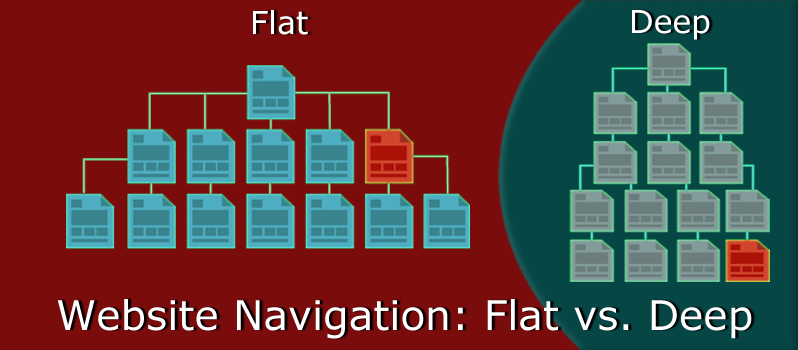 Flat
Deep
Website Navigation: Flat vs. Deep